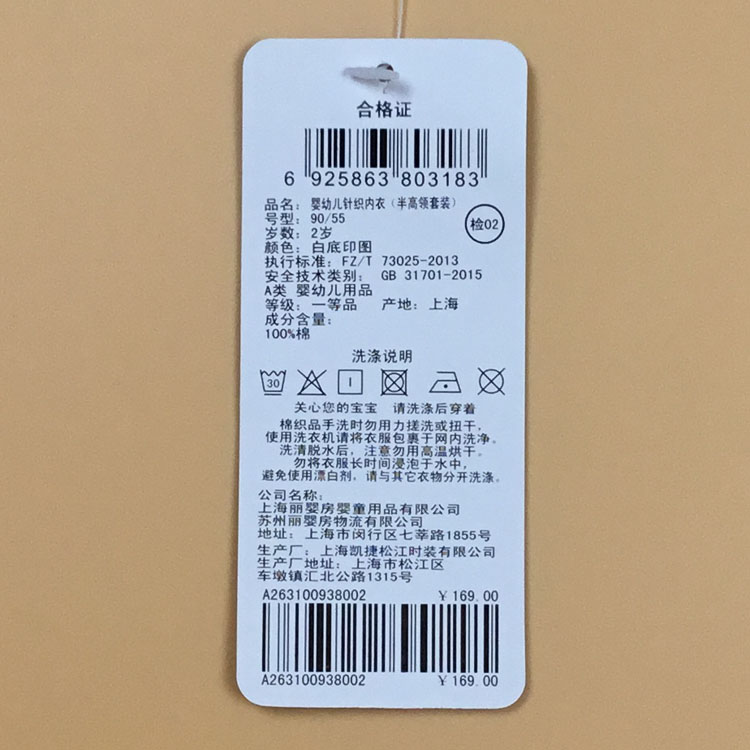 合格证
6 925863 803183
品名：婴幼儿针织内衣（半高领套装）
号型：90/55
检02
岁数：2岁
颜色：白底印图
执行标准：FZ/T 73025-2013
安全技术类别：GB 31701-2015
A类 婴幼儿用品
等级：一等品 产地：上海
成分含量：
100%棉
洗涤说明
30
关心您的宝宝 请洗涤后穿着
棉织品手洗时勿用力搓洗或扭干，
使用洗衣机请将衣服包裹于网内洗净。
洗清脱水后，注意勿用高温烘干。
勿将衣服长时间浸泡于水中，
避免使用漂白剂，请与其它衣物分开洗涤。
公司名称：
上海丽婴房婴童用品有限公司
苏州丽婴房物流有限公司
地址：上海市闵行区七莘路1855号
生产厂：上海凯捷松江时装有限公司
生产厂地址：上海市松江区
车墩镇汇北公路1315号
A263100938002 ￥169.00
A263100938002 ￥169.00